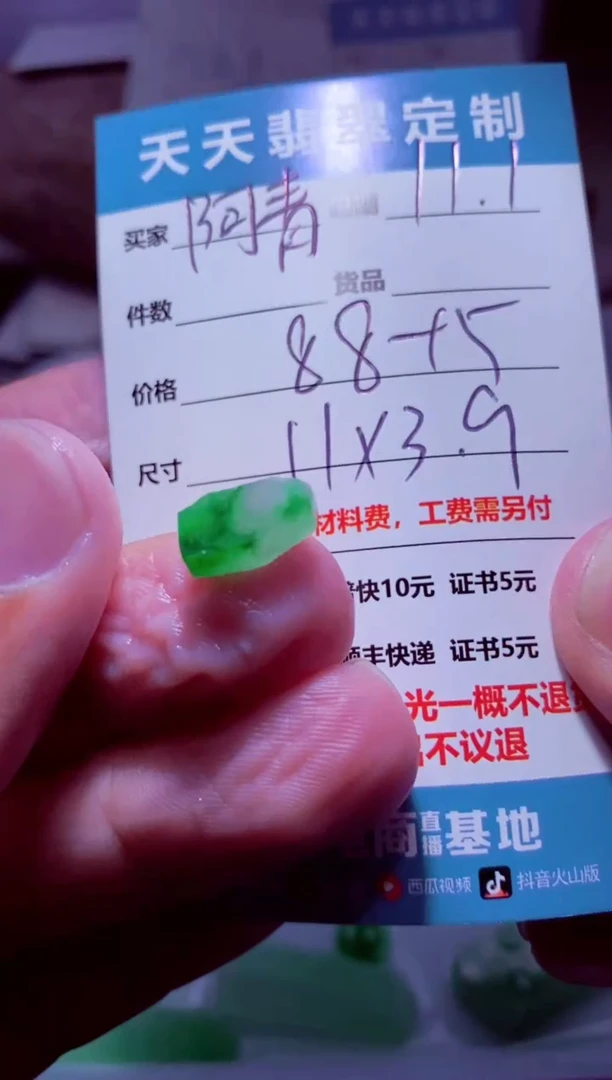 天天翡翠定制
买家 阿青 11.1
件数 货品
价格 88+5
尺寸 11x3.9
材料费，工费需另付
快10元 证书5元
顺丰快递 证书5元
光一概不退
不议退
商直播基地
西瓜视频 抖音火山版